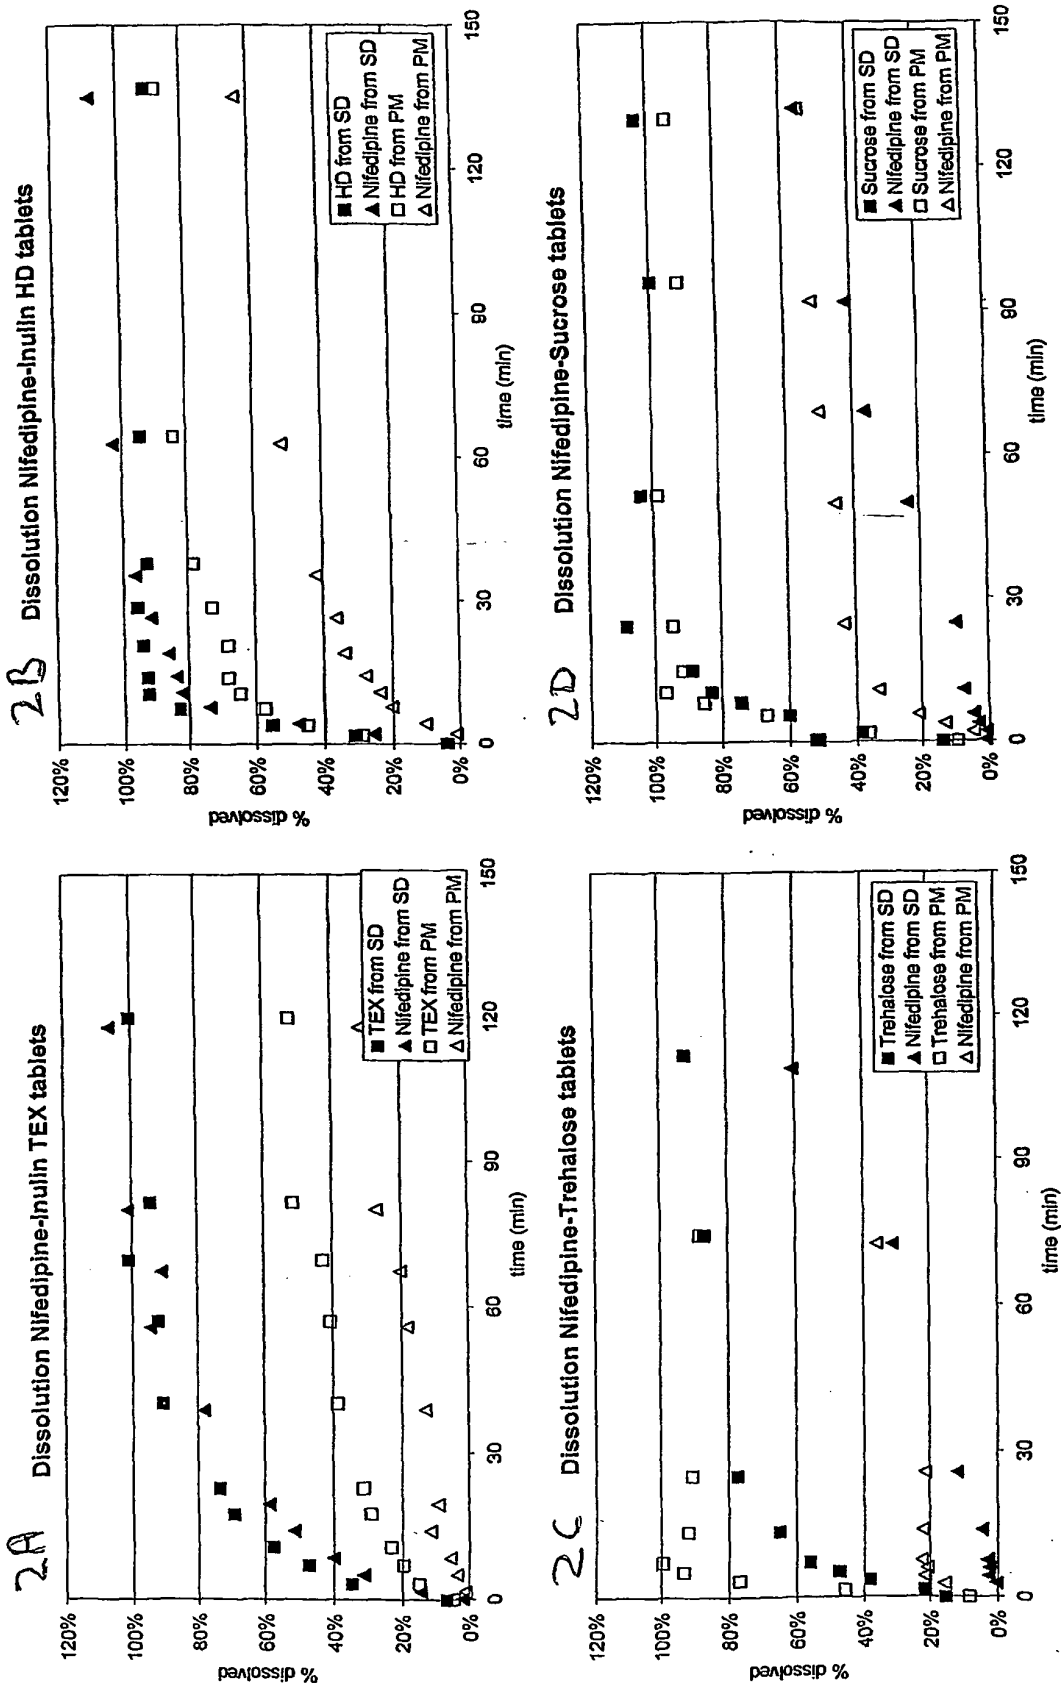 2A Dissolution Nifedipine-Inulin TEX tablets
120%
100%
80%
60%
40%
20%
0%
% dissolved
0
30
60
90
120
150
time (min)
■ TEX from SD
▲ Nifedipine from SD
□ TEX from PM
△ Nifedipine from PM
2B Dissolution Nifedipine-Inulin HD tablets
120%
100%
80%
60%
40%
20%
0%
% dissolved
0
30
60
90
120
150
time (min)
■ HD from SD
▲ Nifedipine from SD
□ HD from PM
△ Nifedipine from PM
2C Dissolution Nifedipine-Trehalose tablets
120%
100%
80%
60%
40%
20%
0%
% dissolved
0
30
60
90
120
150
time (min)
■ Trehalose from SD
▲ Nifedipine from SD
□ Trehalose from PM
△ Nifedipine from PM
2D Dissolution Nifedipine-Sucrose tablets
120%
100%
80%
60%
40%
20%
0%
% dissolved
0
30
60
90
120
150
time (min)
■ Sucrose from SD
▲ Nifedipine from SD
□ Sucrose from PM
△ Nifedipine from PM